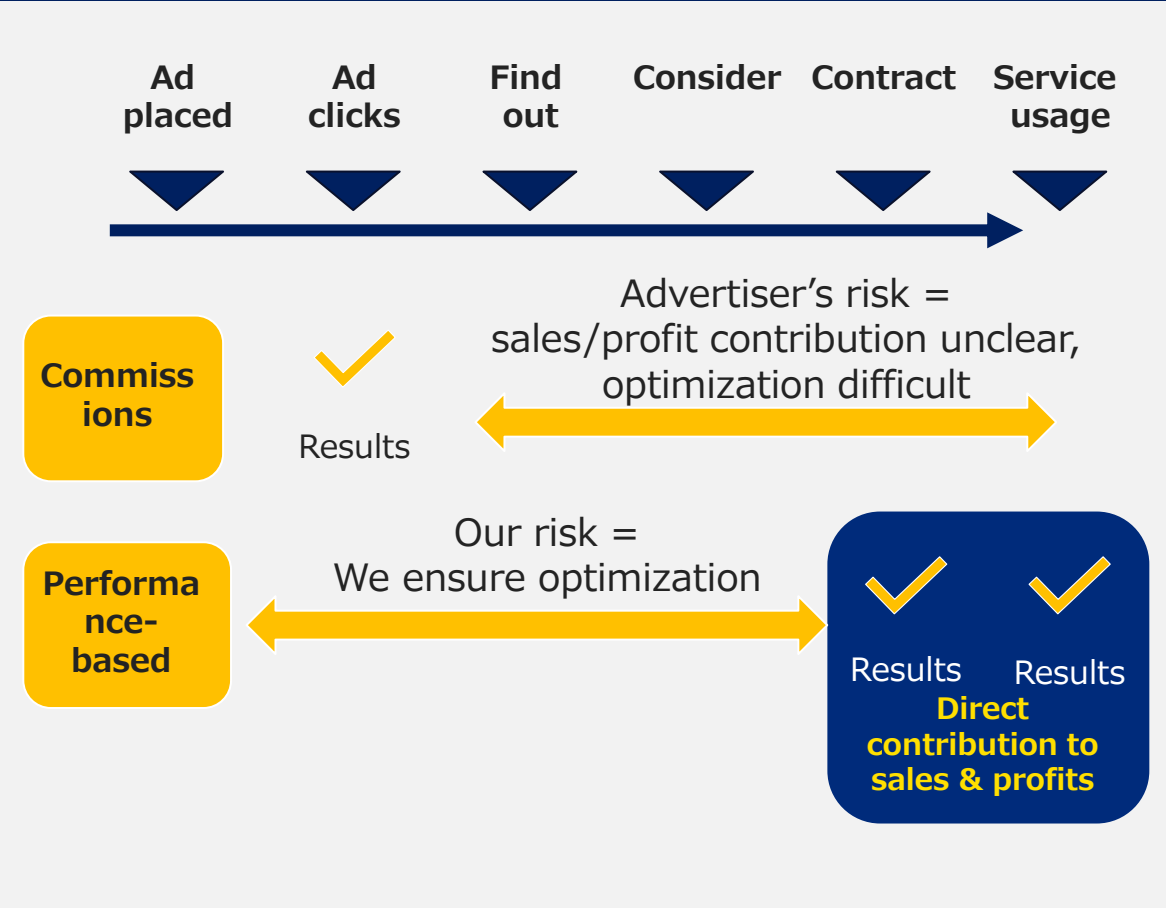 Ad
placed
Ad
clicks
Find
out
Consider
Contract
Service
usage
Commiss
ions
Results
Advertiser’s risk =
sales/profit contribution unclear,
optimization difficult
Performa
nce-
based
Our risk =
We ensure optimization
Results
Results
Direct
contribution to
sales & profits